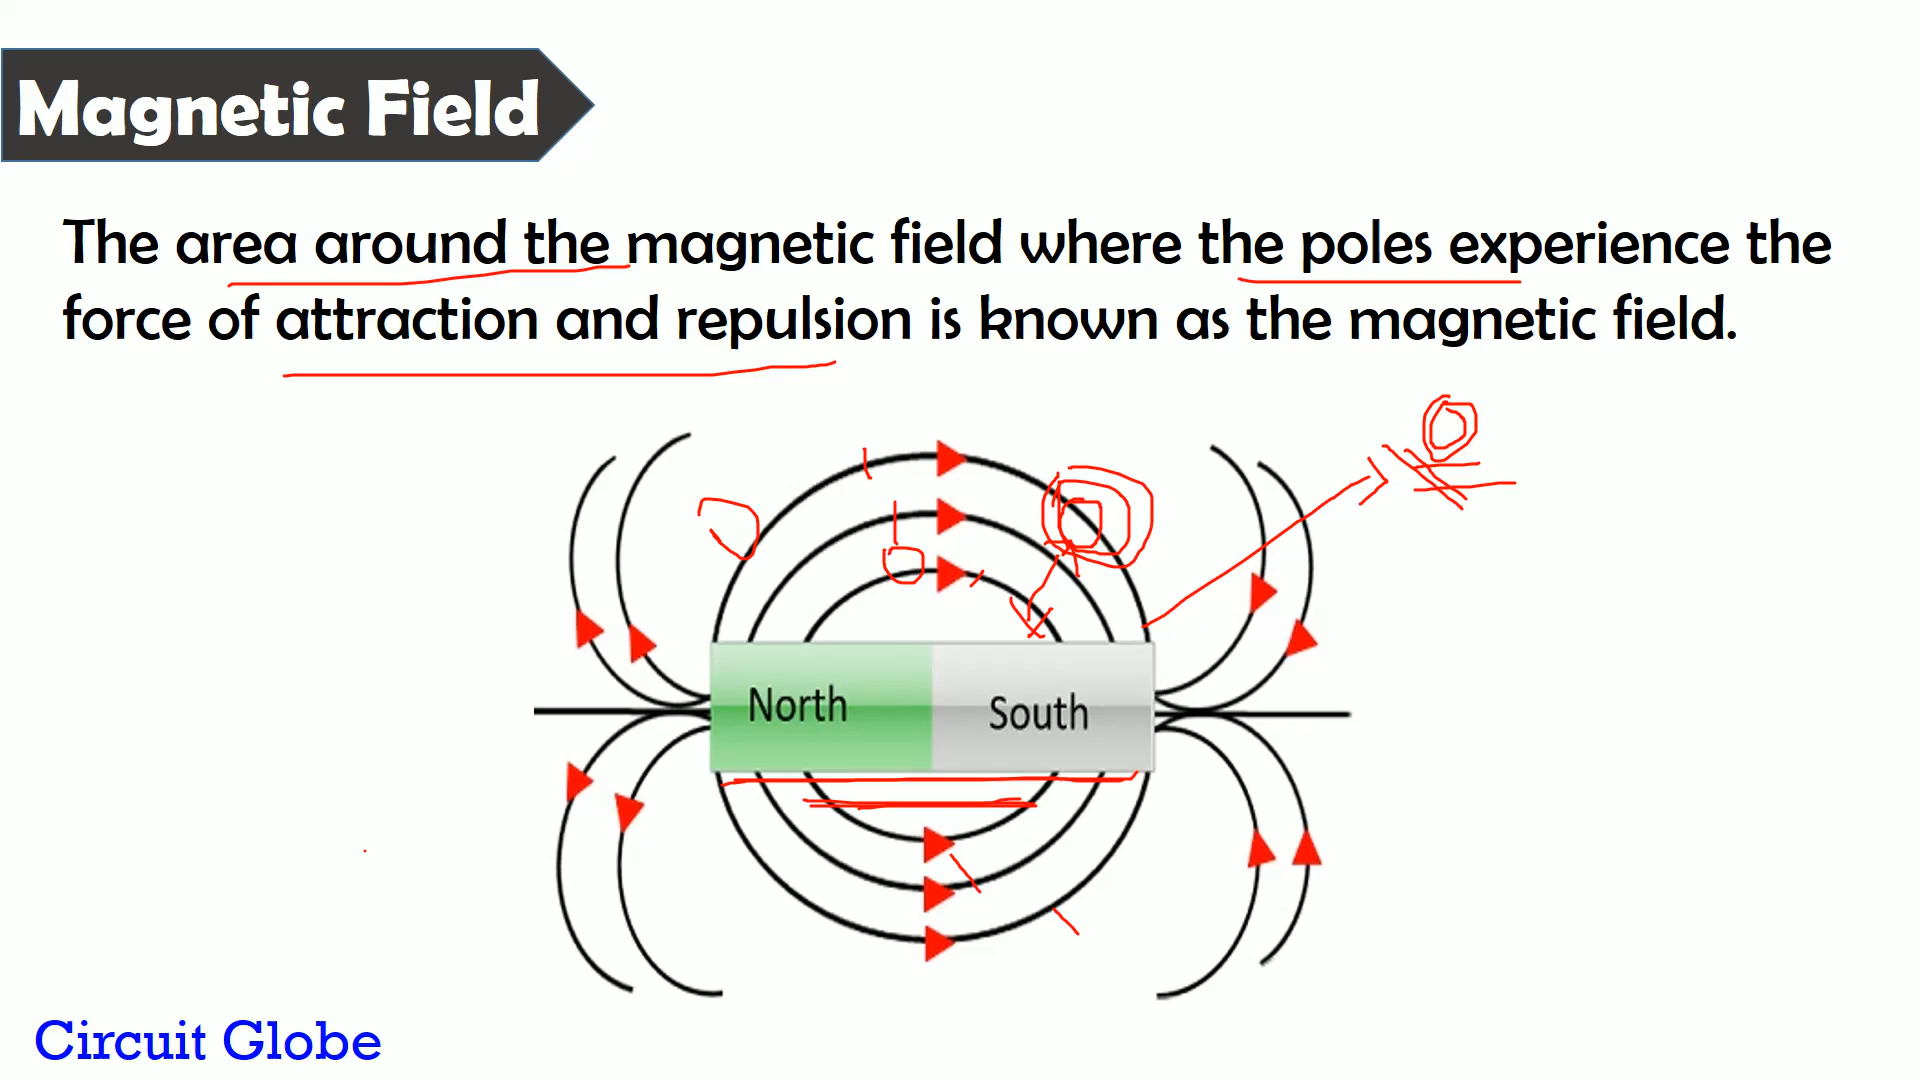 Magnetic Field
The area around the magnetic field where the poles experience the
force of attraction and repulsion is known as the magnetic field.
North
South
Circuit Globe